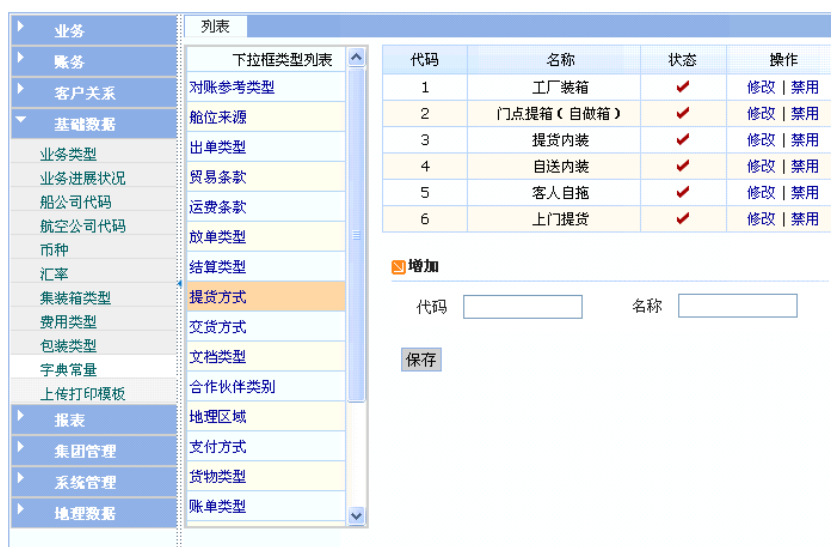 业务
账务
客户关系
基础数据
业务类型
业务进展状况
船公司代码
航空公司代码
币种
汇率
集装箱类型
费用类型
包装类型
字典常量
上传打印模板
报表
集团管理
系统管理
地理数据
列表
下拉框类型列表
对账参考类型
舱位来源
出单类型
贸易条款
运费条款
放单类型
结算类型
提货方式
交货方式
文档类型
合作伙伴类别
地理区域
支付方式
货物类型
账单类型
代码 名称 状态 操作
1 工厂装箱 修改 | 禁用
2 门点提箱（自做箱） 修改 | 禁用
3 提货内装 修改 | 禁用
4 自送内装 修改 | 禁用
5 客人自拖 修改 | 禁用
6 上门提货 修改 | 禁用
增加
代码 名称
保存